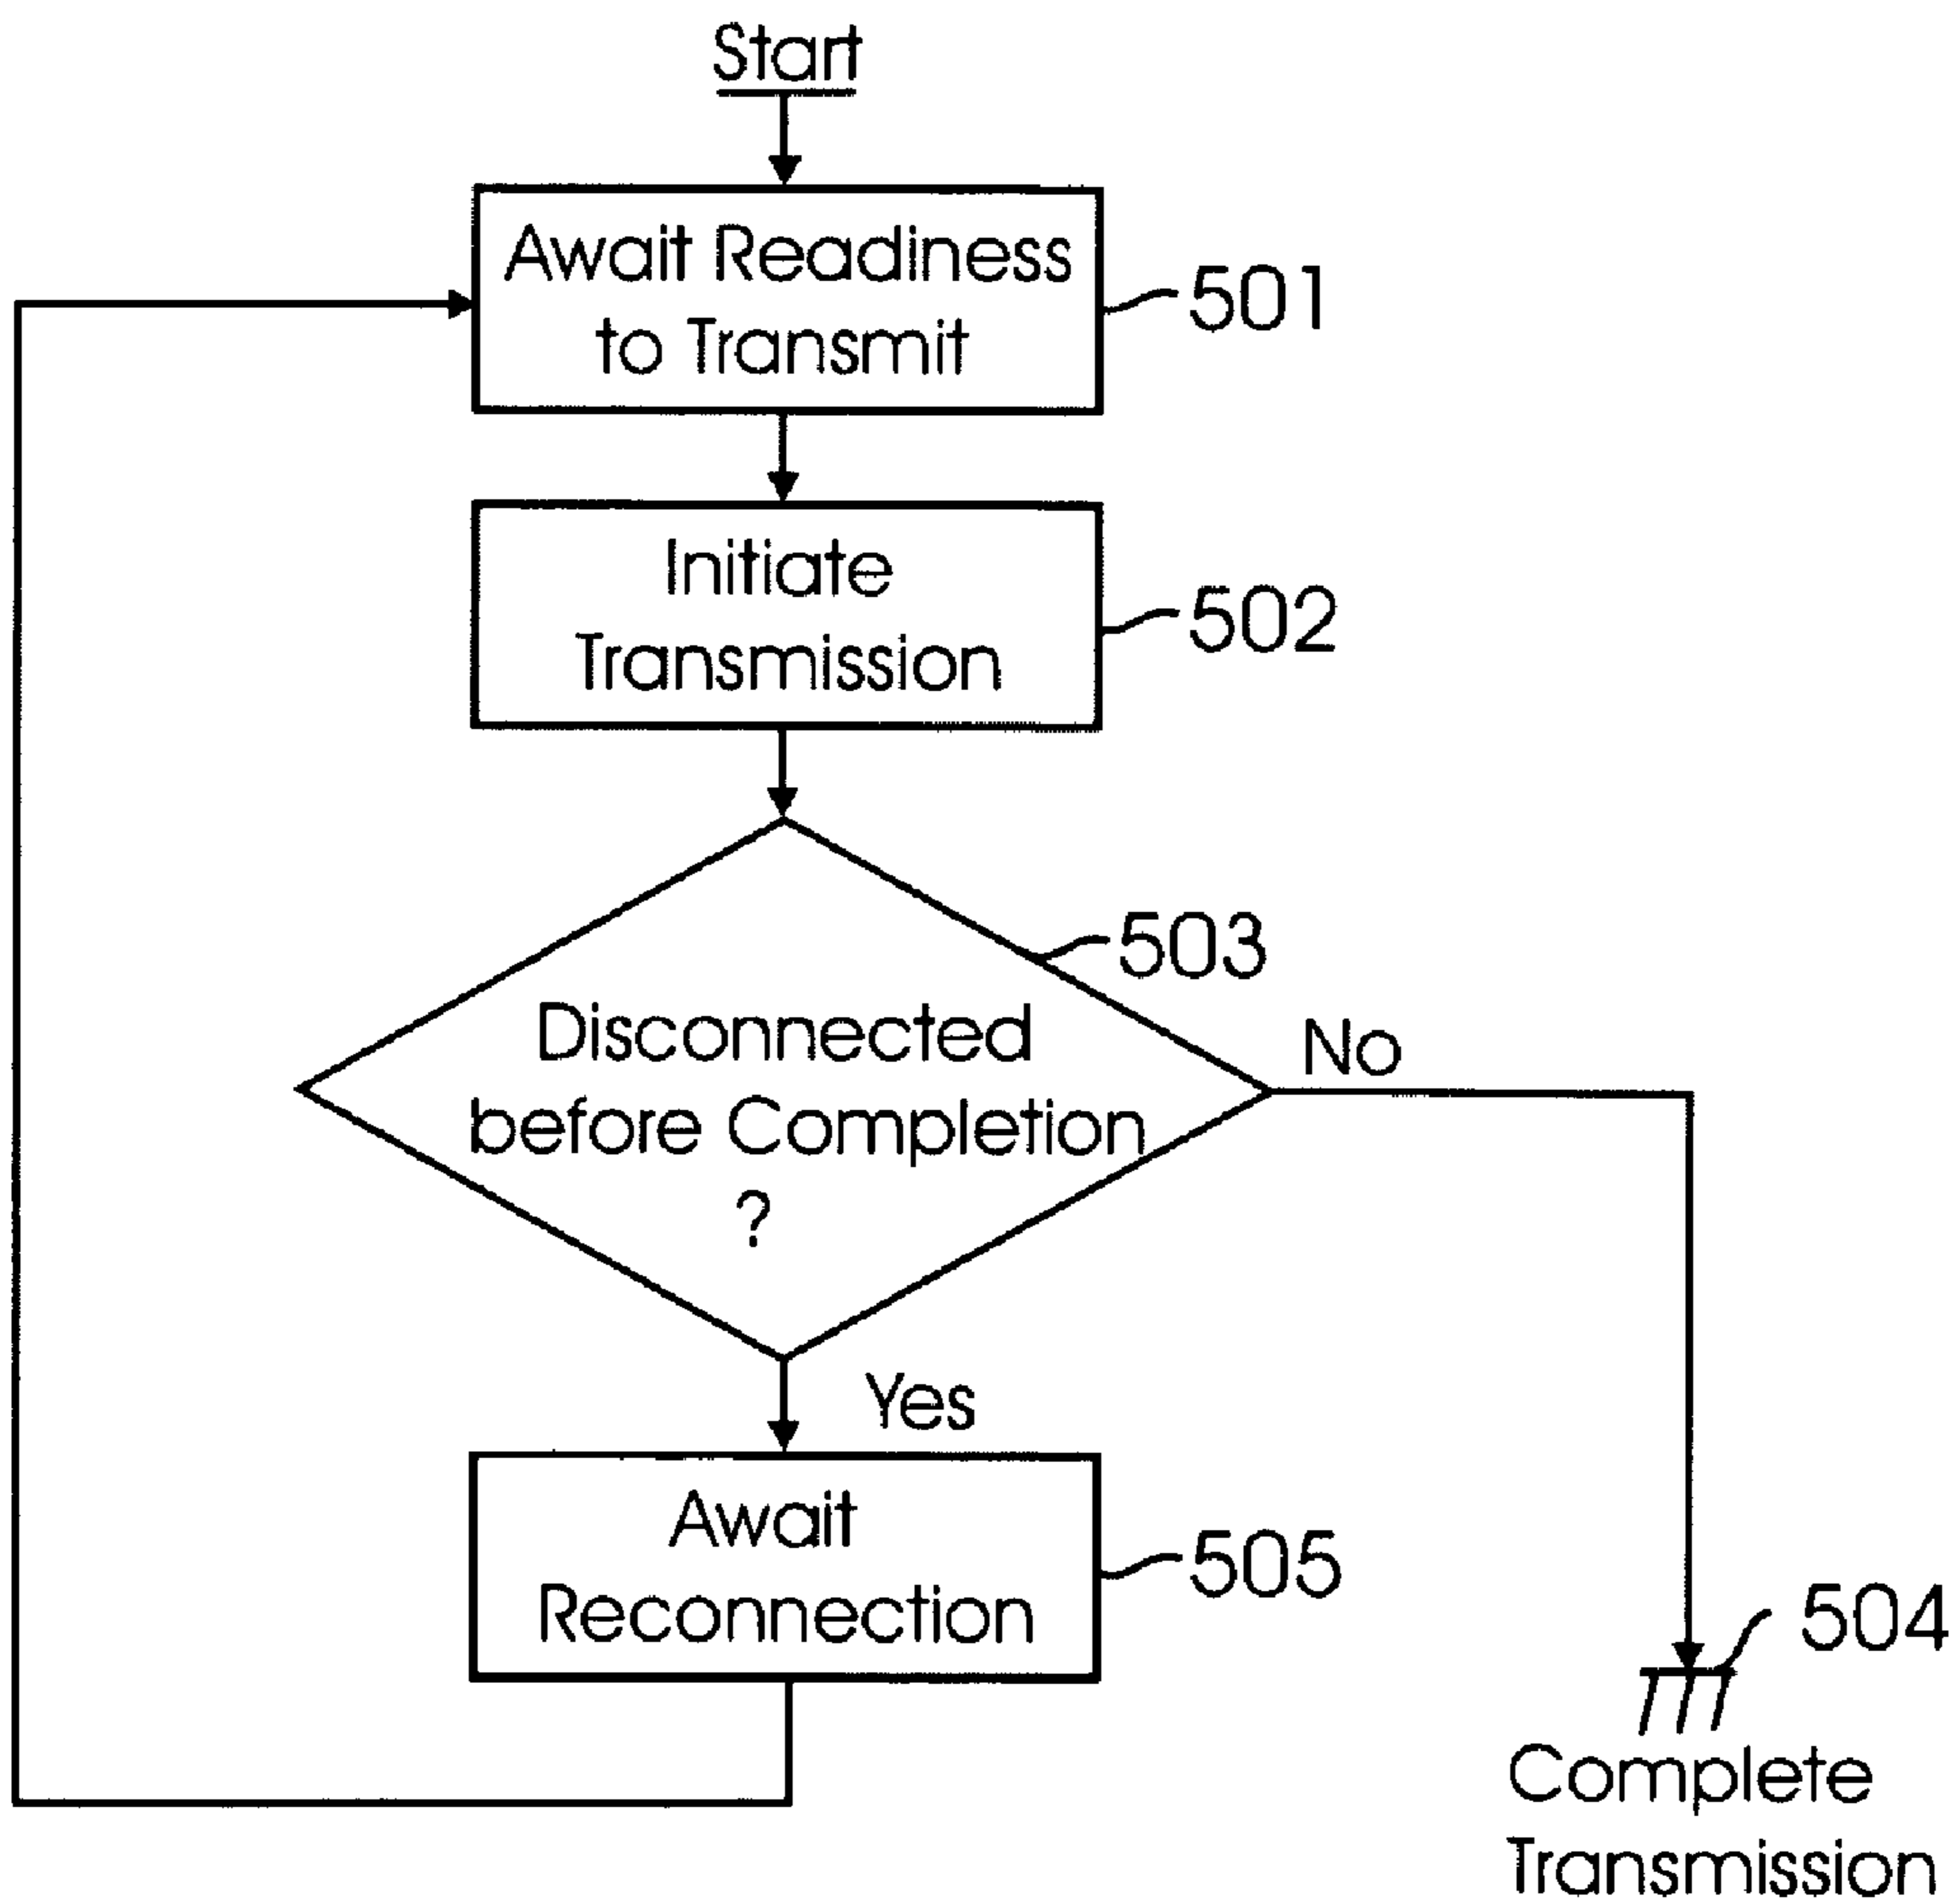 Start
Await Readiness
to Transmit
501
Initiate
Transmission
502
503
Disconnected
before Completion
?
No
Yes
Await
Reconnection
505
504
Complete
Transmission